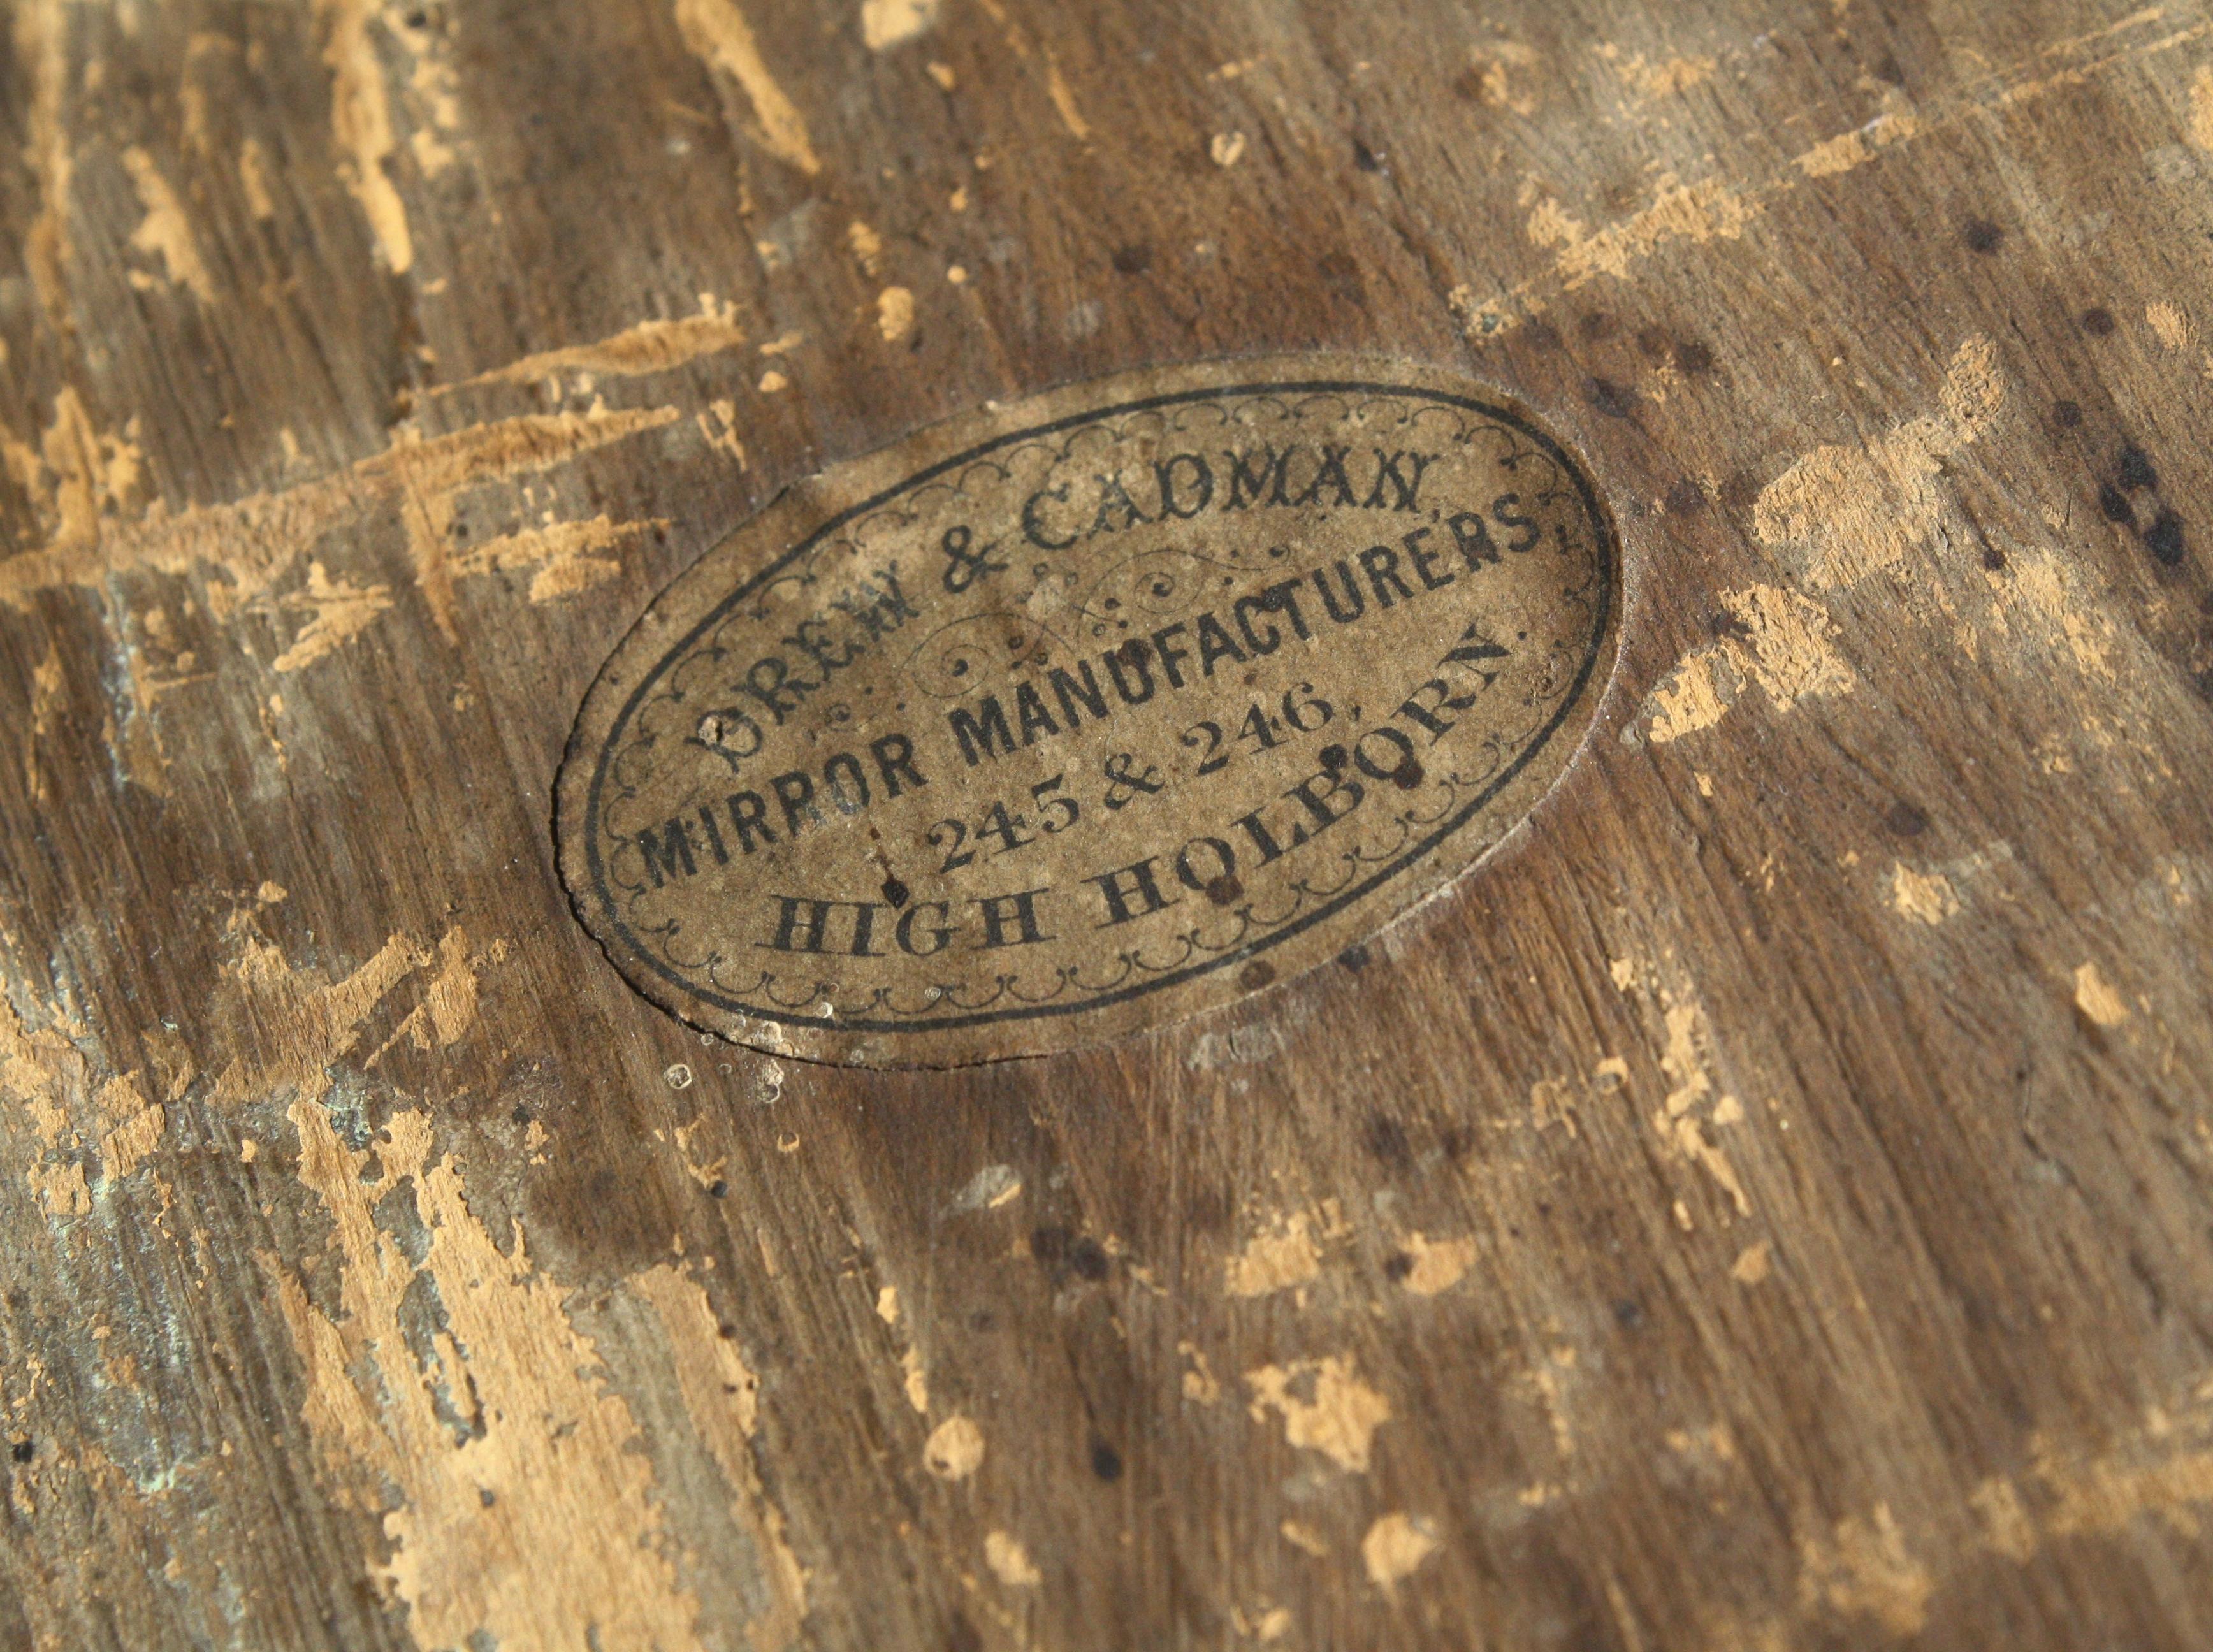 DREW & CADMAN,
MIRROR MANUFACTURERS
245 & 246,
HIGH HOLBORN.